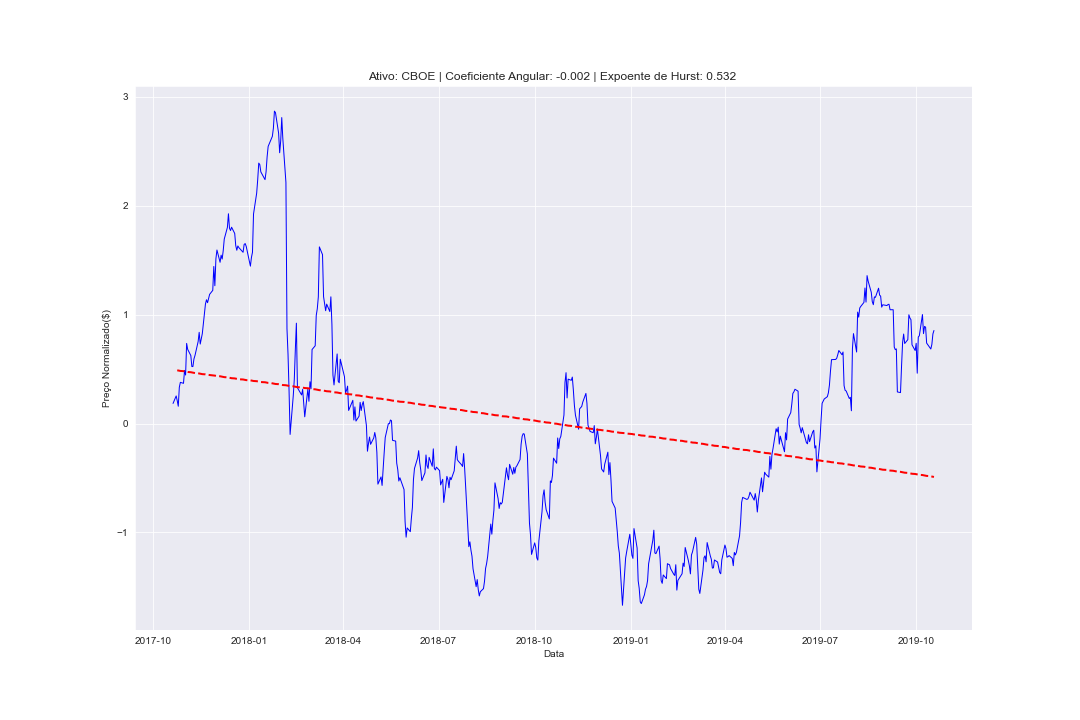 Ativo: CBOE | Coeficiente Angular: -0.002 | Expoente de Hurst: 0.532
3
2
1
0
−1
Preço Normalizado($)
2017-10 2018-01 2018-04 2018-07 2018-10 2019-01 2019-04 2019-07 2019-10
Data